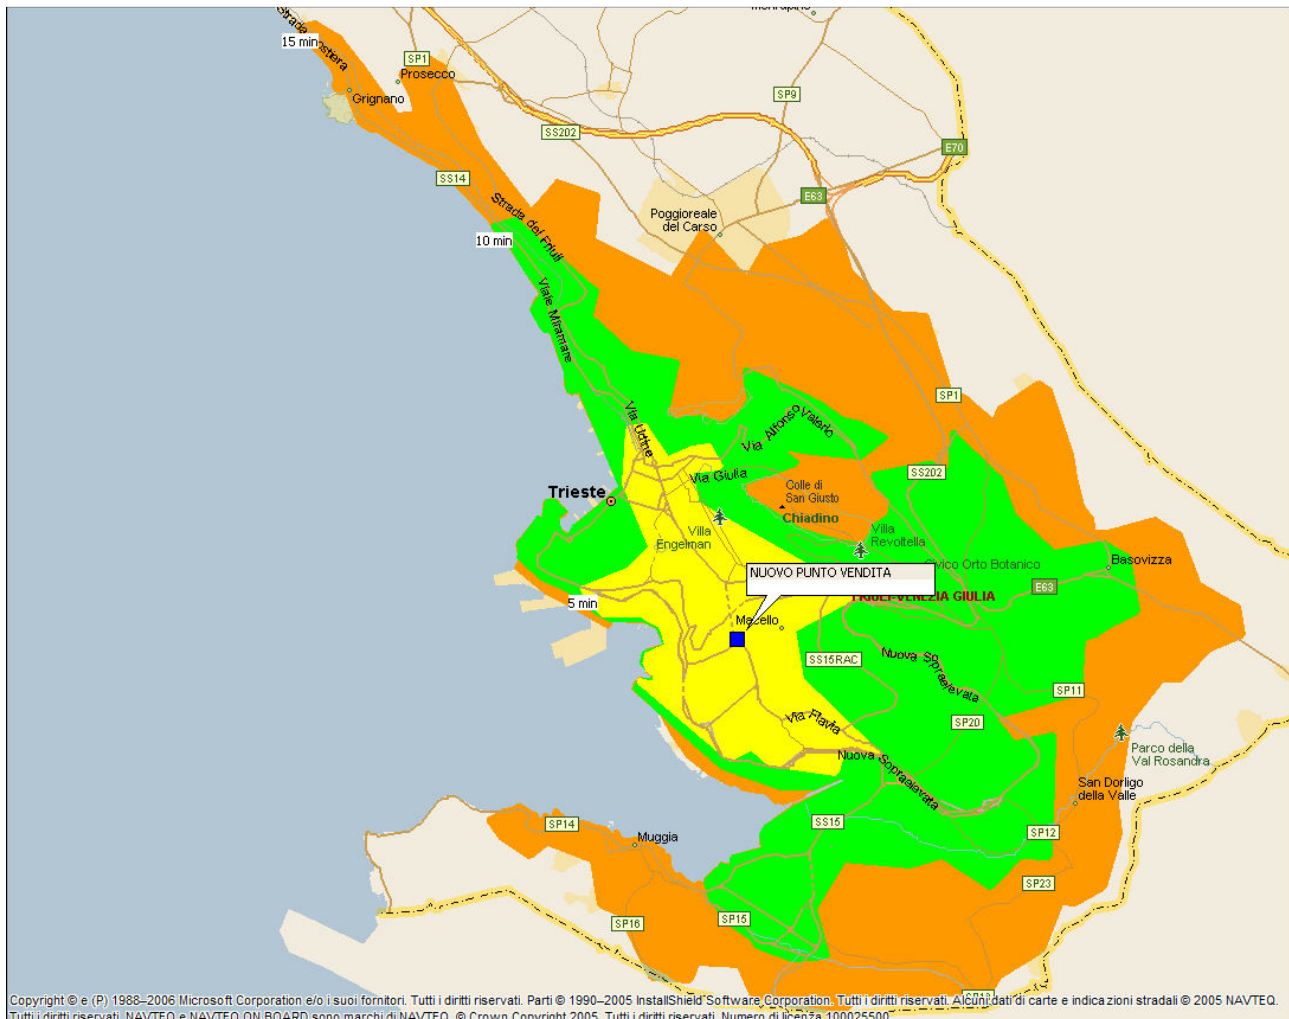 Strada Costiera
15 min
SP1
Prosecco
Grignano
SP9
SS202
E70
SS14
E63
Poggioreale
del Carso
Strada del Friuli
10 min
Viale Miramare
SP1
Via Udine
Via Alfonso Valerio
Via Giulia
SS202
Trieste
Colle di
San Giusto
Chiadino
Villa
Engelman
Villa
Revoltella
Civico Orto Botanico
Basovizza
NUOVO PUNTO VENDITA
E63
FRIULI-VENEZIA GIULIA
5 min
Macello
SS15RAC
Nuova Sopraelevata
SP11
Via Flavia
SP20
Parco della
Val Rosandra
Nuova Sopraelevata
San Dorligo
della Valle
SP14
SS15
SP12
Muggia
SP23
SP16
SP15
Copyright © e (P) 1988–2006 Microsoft Corporation e/o i suoi fornitori. Tutti i diritti riservati. Parti © 1990–2005 InstallShield Software Corporation. Tutti i diritti riservati. Alcuni dati di carte e indicazioni stradali © 2005 NAVTEQ.
Tutti i diritti riservati. NAVTEQ e NAVTEQ ON BOARD sono marchi di NAVTEQ. © Crown Copyright 2005. Tutti i diritti riservati. Numero di licenza 100025500.